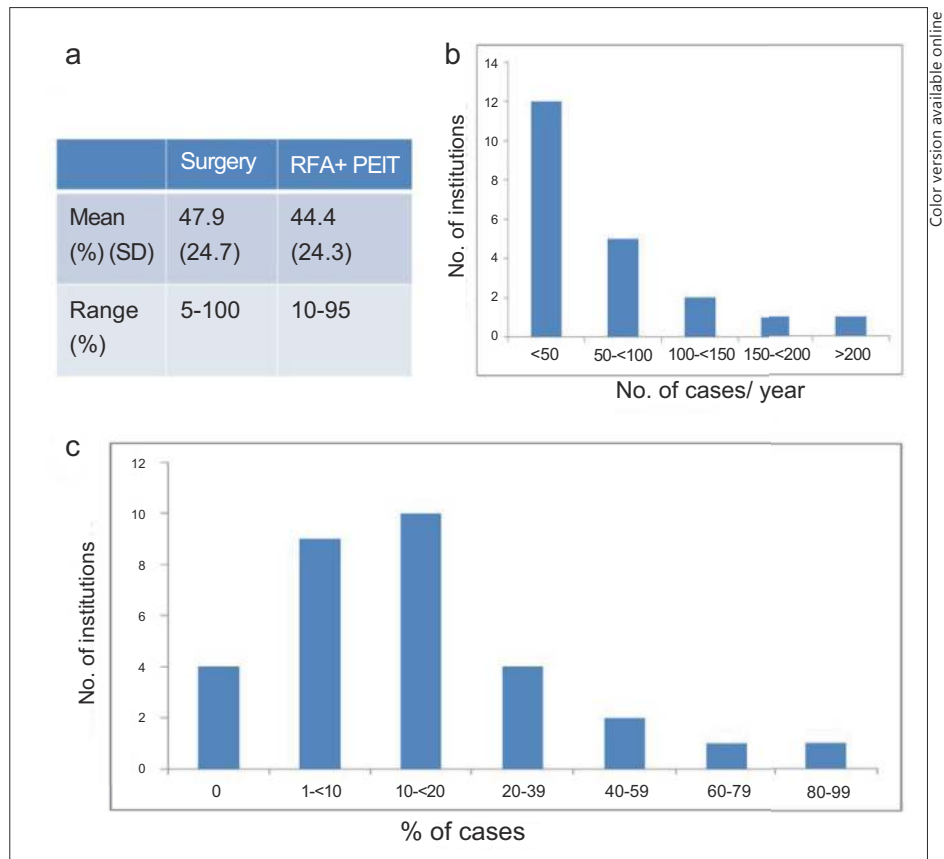 a
Surgery RFA+ PEIT
Mean (%) (SD) 47.9 (24.7) 44.4 (24.3)
Range (%) 5-100 10-95
b
No. of institutions
14
12
10
8
6
4
2
0
<50 50-<100 100-<150 150-<200 >200
No. of cases/ year
c
No. of institutions
12
10
8
6
4
2
0
0 1-<10 10-<20 20-39 40-59 60-79 80-99
% of cases
Color version available online